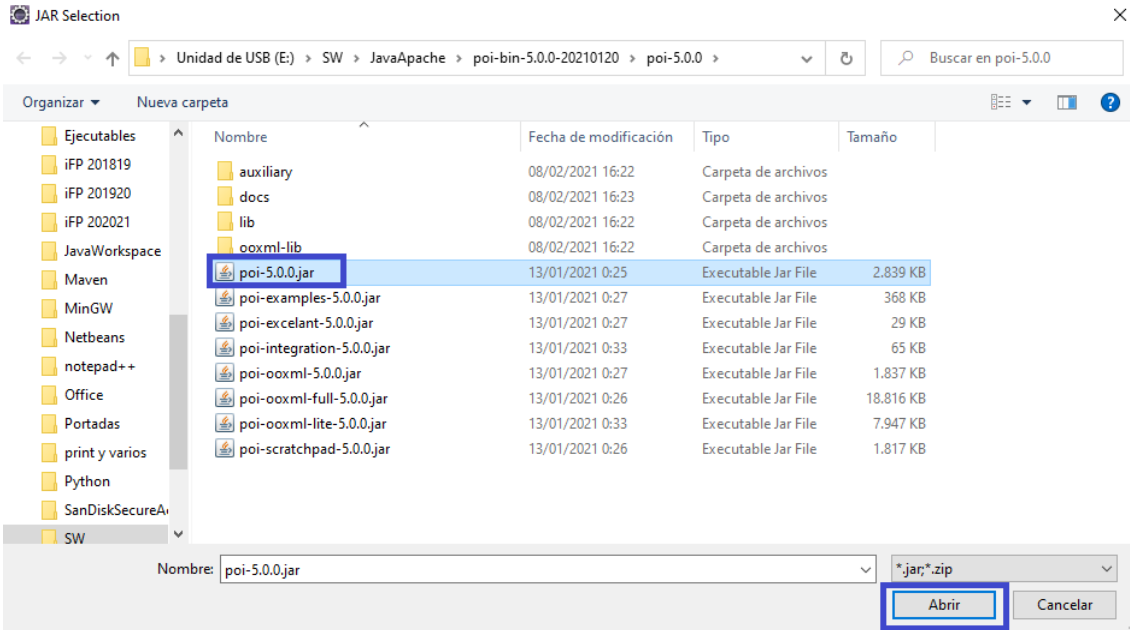 JAR Selection
Unidad de USB (E:) › SW › JavaApache › poi-bin-5.0.0-20210120 › poi-5.0.0 ›
Buscar en poi-5.0.0
Organizar
Nueva carpeta
Ejecutables
iFP 201819
iFP 201920
iFP 202021
JavaWorkspace
Maven
MinGW
Netbeans
notepad++
Office
Portadas
print y varios
Python
SanDiskSecureA
SW
Nombre Fecha de modificación Tipo Tamaño
auxiliary 08/02/2021 16:22 Carpeta de archivos
docs 08/02/2021 16:23 Carpeta de archivos
lib 08/02/2021 16:22 Carpeta de archivos
ooxml-lib 08/02/2021 16:22 Carpeta de archivos
poi-5.0.0.jar 13/01/2021 0:25 Executable Jar File 2.839 KB
poi-examples-5.0.0.jar 13/01/2021 0:27 Executable Jar File 368 KB
poi-excelant-5.0.0.jar 13/01/2021 0:27 Executable Jar File 29 KB
poi-integration-5.0.0.jar 13/01/2021 0:33 Executable Jar File 65 KB
poi-ooxml-5.0.0.jar 13/01/2021 0:27 Executable Jar File 1.837 KB
poi-ooxml-full-5.0.0.jar 13/01/2021 0:26 Executable Jar File 18.816 KB
poi-ooxml-lite-5.0.0.jar 13/01/2021 0:33 Executable Jar File 7.947 KB
poi-scratchpad-5.0.0.jar 13/01/2021 0:26 Executable Jar File 1.817 KB
Nombre: poi-5.0.0.jar
*.jar;*.zip
Abrir
Cancelar